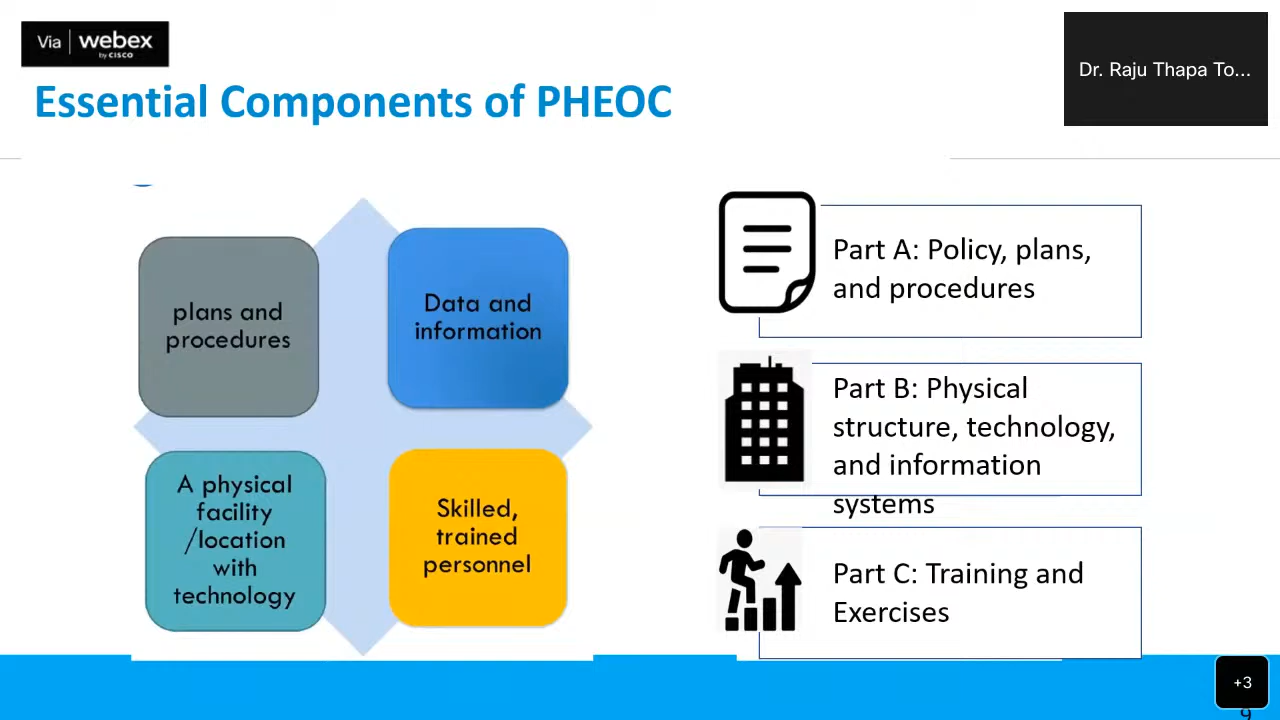 Via webex
by CISCO
Dr. Raju Thapa To...
Essential Components of PHEOC
plans and
procedures
Data and
information
A physical
facility
/location
with
technology
Skilled,
trained
personnel
Part A: Policy, plans,
and procedures
Part B: Physical
structure, technology,
and information
systems
Part C: Training and
Exercises
+3
9